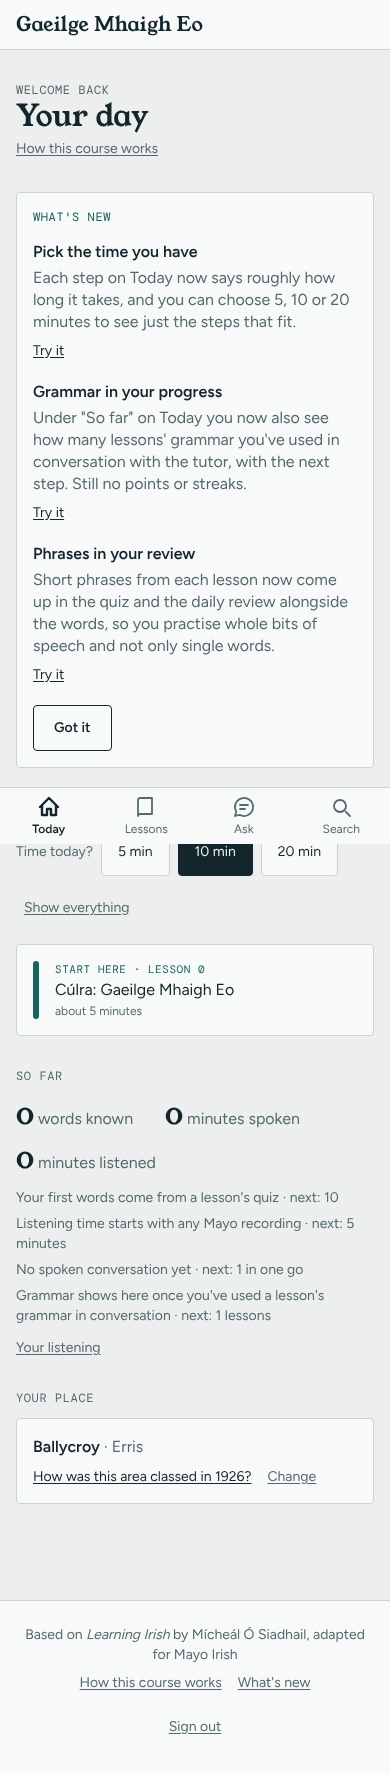 Gaeilge Mhaigh Eo
WELCOME BACK
Your day
How this course works
WHAT'S NEW
Pick the time you have
Each step on Today now says roughly how
long it takes, and you can choose 5, 10 or 20
minutes to see just the steps that fit.
Try it
Grammar in your progress
Under "So far" on Today you now also see
how many lessons' grammar you've used in
conversation with the tutor, with the next
step. Still no points or streaks.
Try it
Phrases in your review
Short phrases from each lesson now come
up in the quiz and the daily review alongside
the words, so you practise whole bits of
speech and not only single words.
Try it
Got it
Today Lessons Ask Search
Time today? 5 min 10 min 20 min
Show everything
START HERE · LESSON 0
Cúlra: Gaeilge Mhaigh Eo
about 5 minutes
SO FAR
0 words known 0 minutes spoken
0 minutes listened
Your first words come from a lesson's quiz · next: 10
Listening time starts with any Mayo recording · next: 5
minutes
No spoken conversation yet · next: 1 in one go
Grammar shows here once you've used a lesson's
grammar in conversation · next: 1 lessons
Your listening
YOUR PLACE
Ballycroy · Erris
How was this area classed in 1926? Change
Based on Learning Irish by Mícheál Ó Siadhail, adapted
for Mayo Irish
How this course works What's new
Sign out